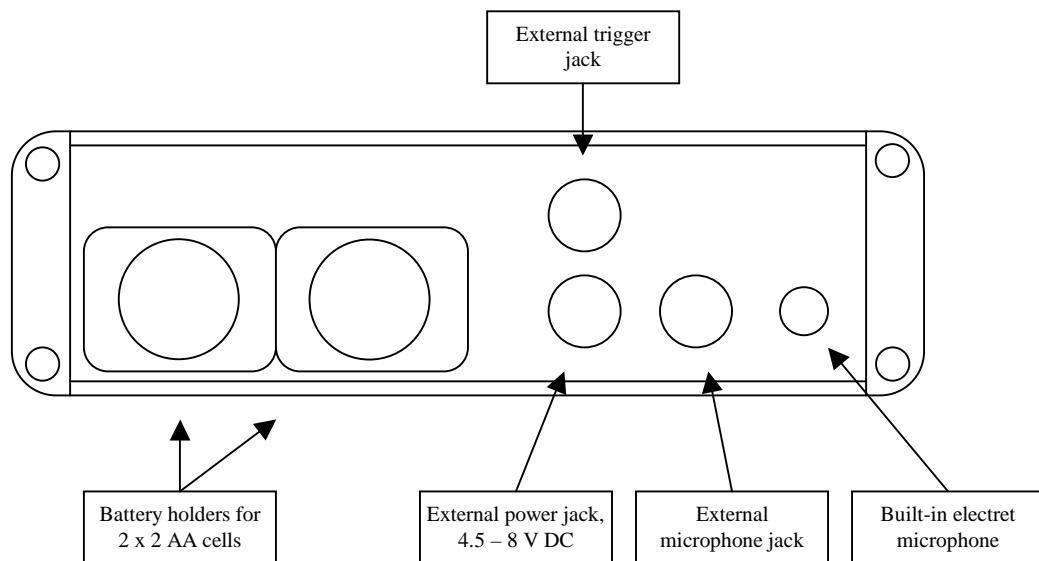 External trigger
jack
Battery holders for
2 x 2 AA cells
External power jack,
4.5 – 8 V DC
External
microphone jack
Built-in electret
microphone